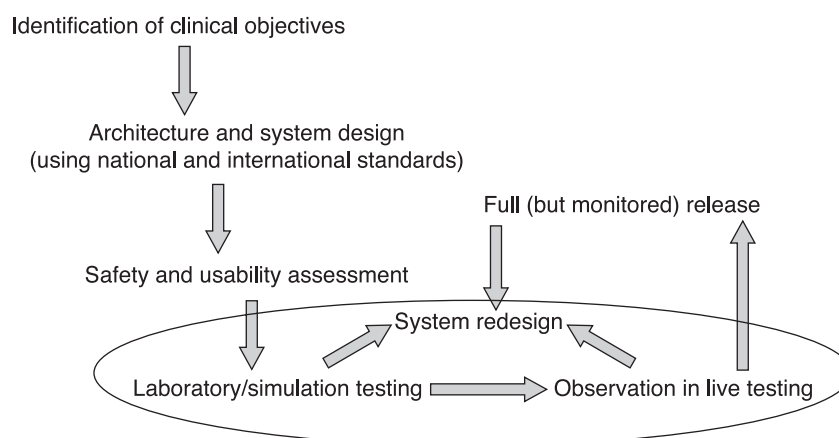 Identification of clinical objectives
Architecture and system design
(using national and international standards)
Full (but monitored) release
Safety and usability assessment
System redesign
Laboratory/simulation testing
Observation in live testing